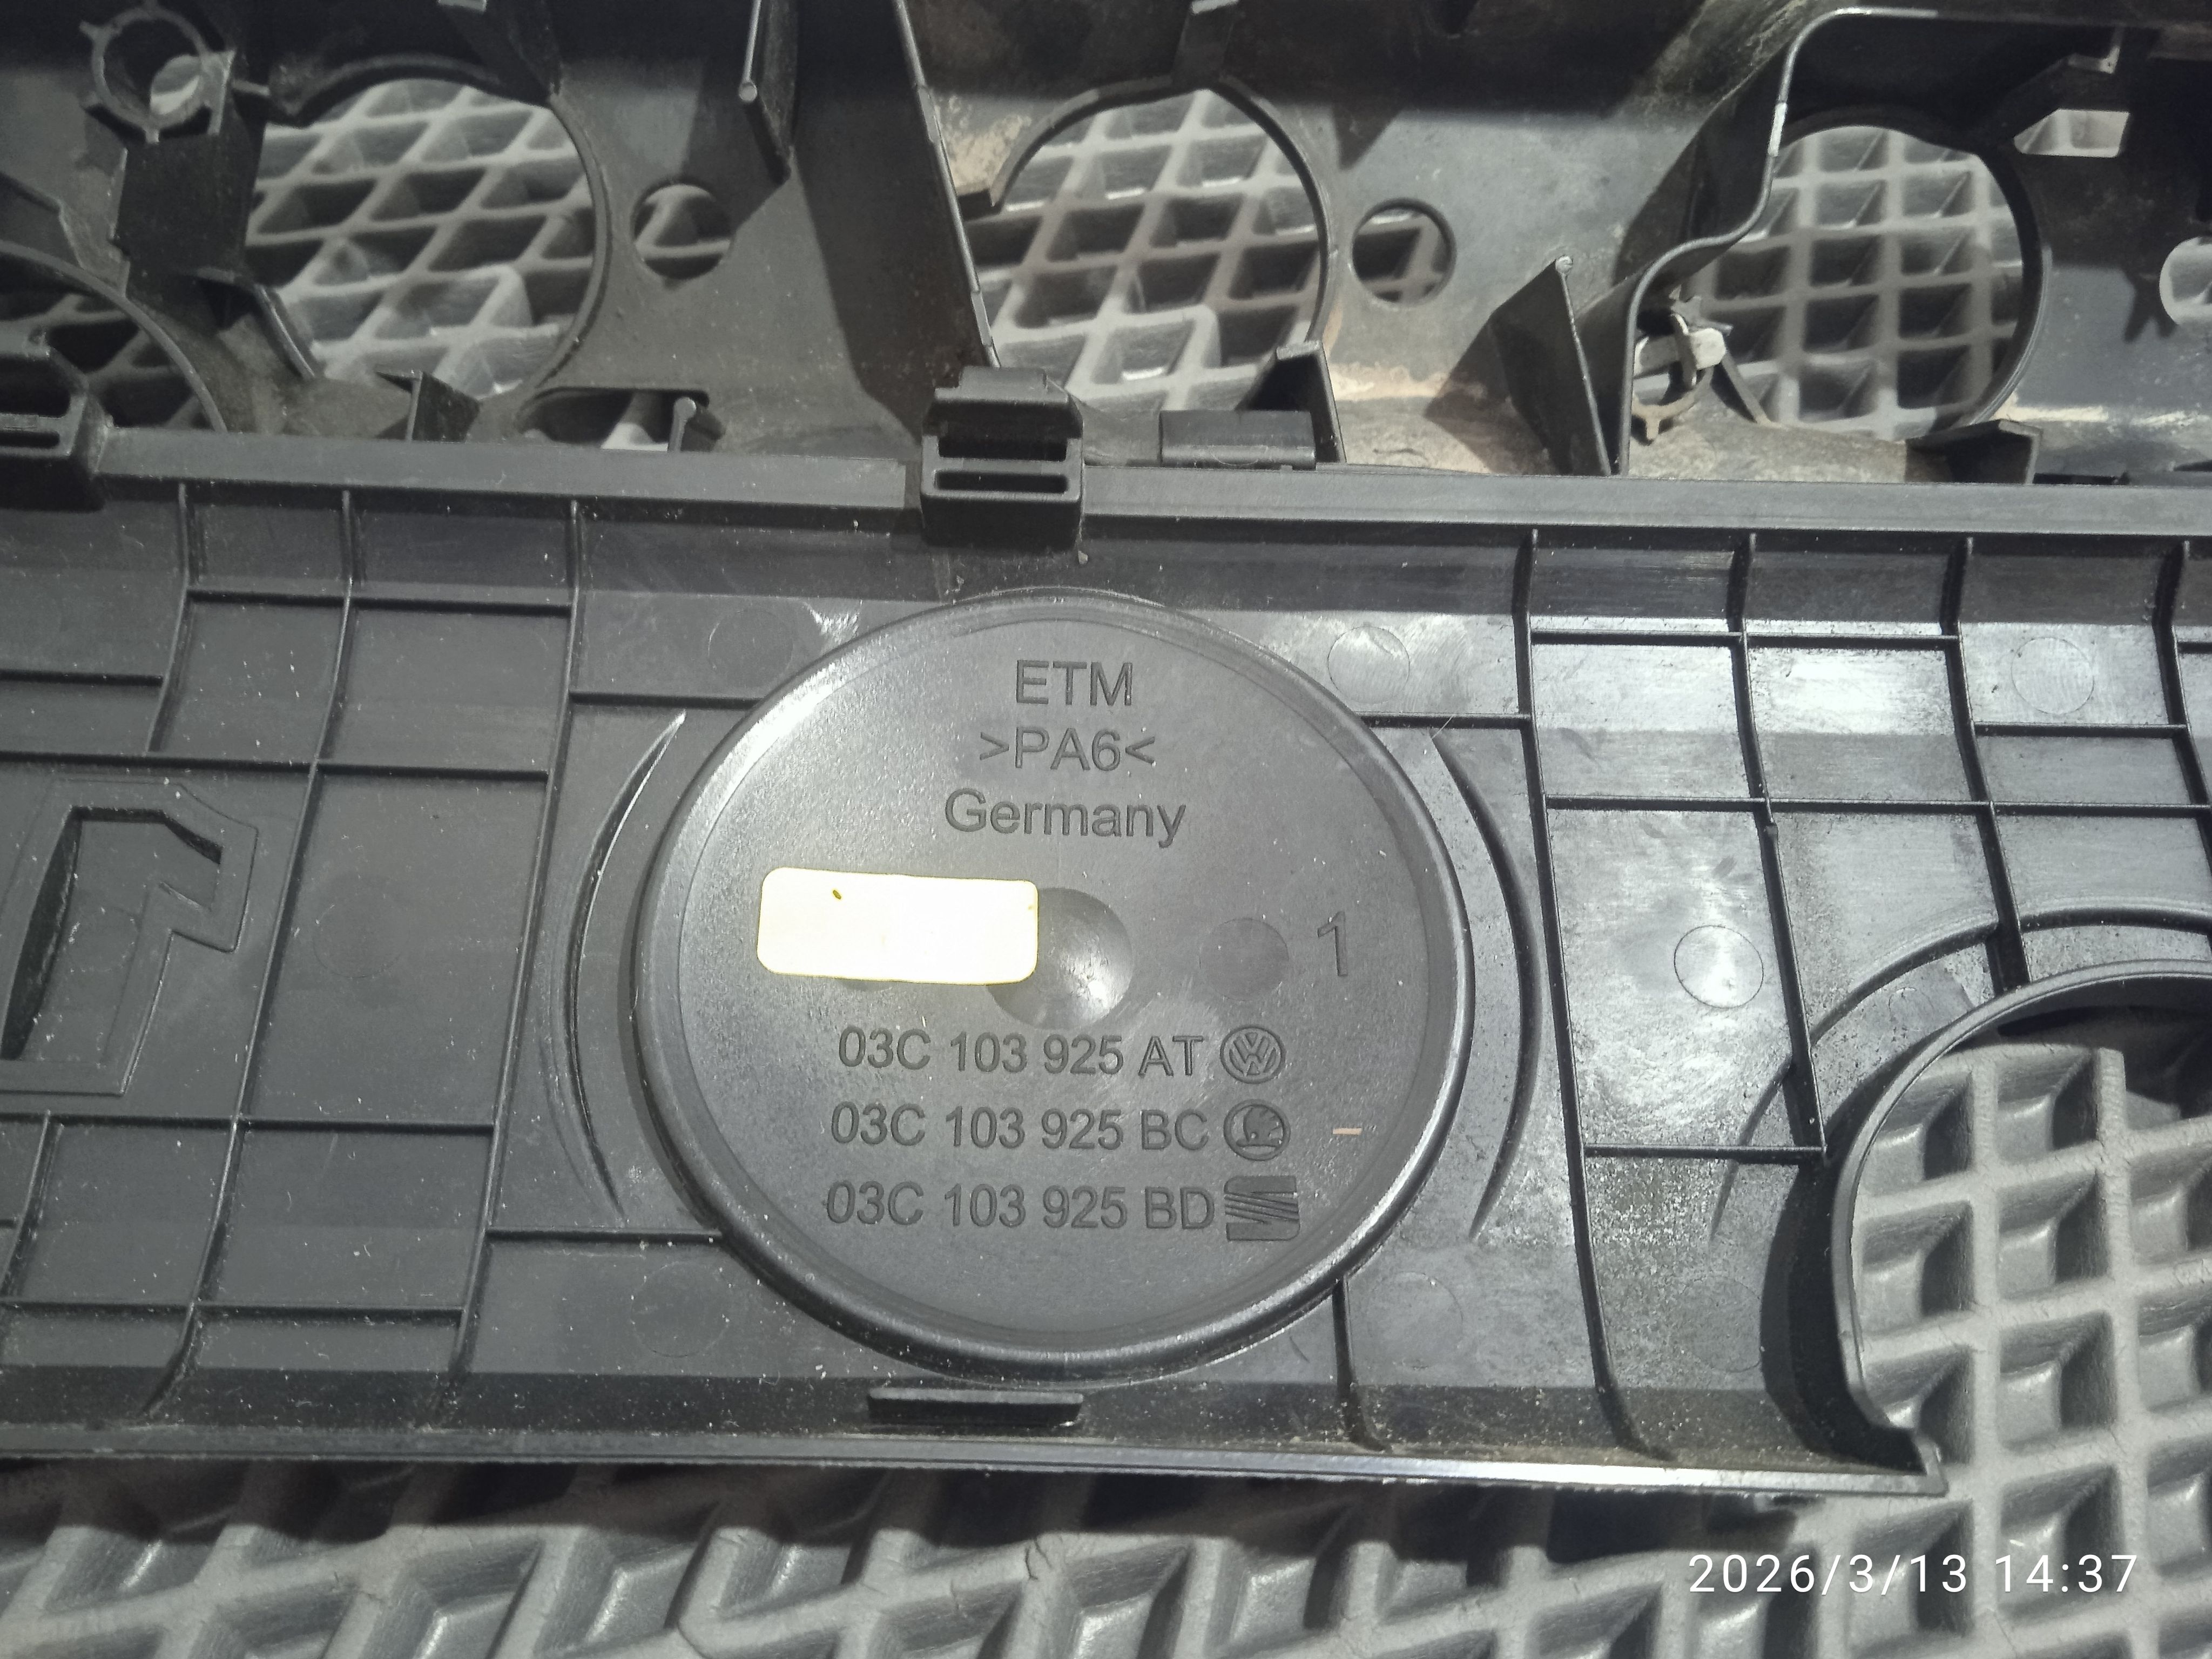 ETM
>PA6<
Germany
1
03C 103 925 AT
03C 103 925 BC
03C 103 925 BD
2026/3/13 14:37